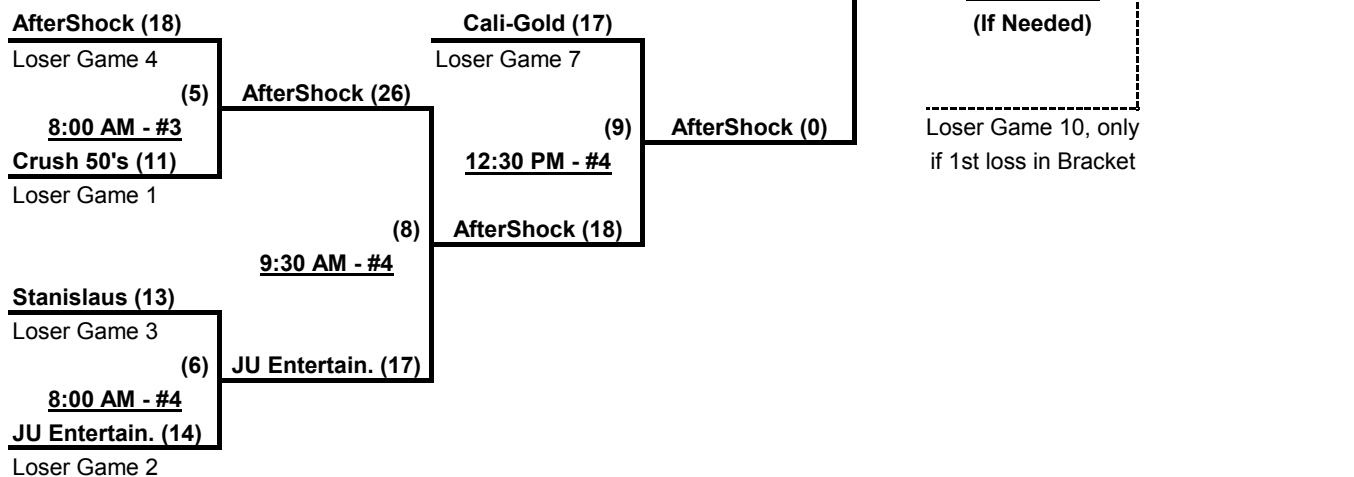 AfterShock (18)
Cali-Gold (17)
(If Needed)
Loser Game 4
Loser Game 7
(5)
AfterShock (26)
8:00 AM - #3
(9)
AfterShock (0)
Loser Game 10, only
Crush 50's (11)
12:30 PM - #4
if 1st loss in Bracket
Loser Game 1
(8)
AfterShock (18)
9:30 AM - #4
Stanislaus (13)
Loser Game 3
(6)
JU Entertain. (17)
8:00 AM - #4
JU Entertain. (14)
Loser Game 2